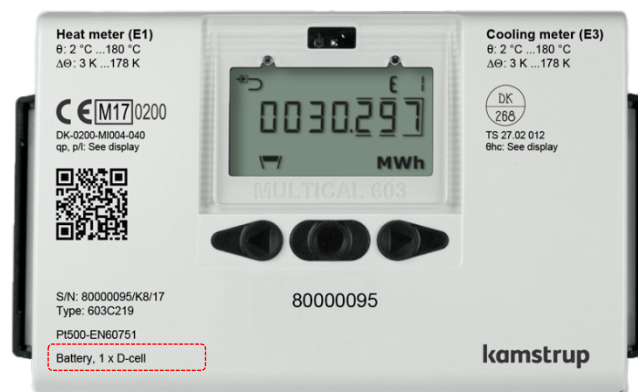 Heat meter (E1)
θ: 2 °C ...180 °C
ΔΘ: 3 K ...178 K
CE M17 0200
DK-0200-MI004-040
qp, p/l: See display
E 1
0030.297
MWh
MULTICAL 603
Cooling meter (E3)
θ: 2 °C ...180 °C
ΔΘ: 3 K ...178 K
DK
268
TS 27.02 012
θhc: See display
S/N: 80000095/K8/17
Type: 603C219
Pt500-EN60751
Battery, 1 x D-cell
80000095
kamstrup